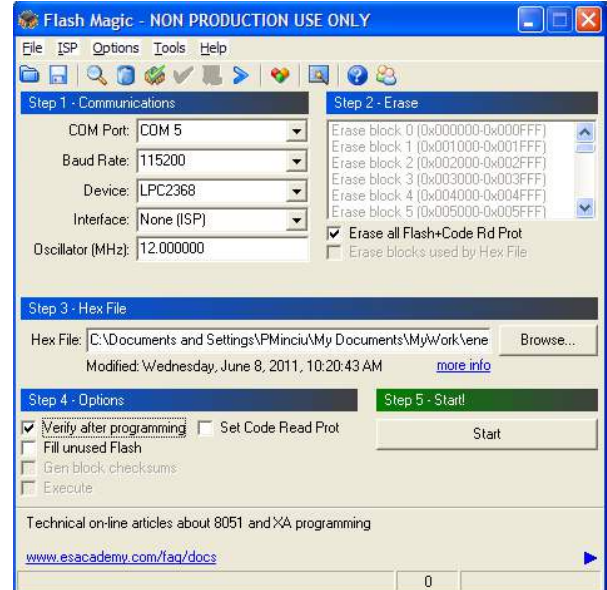 Flash Magic - NON PRODUCTION USE ONLY
File ISP Options Tools Help
Step 1 - Communications
COM Port: COM 5
Baud Rate: 115200
Device: LPC2368
Interface: None (ISP)
Oscillator (MHz): 12.000000
Step 2 - Erase
Erase block 0 (0x000000-0x000FFF)
Erase block 1 (0x001000-0x001FFF)
Erase block 2 (0x002000-0x002FFF)
Erase block 3 (0x003000-0x003FFF)
Erase block 4 (0x004000-0x004FFF)
Erase block 5 (0x005000-0x005FFF)
Erase all Flash+Code Rd Prot
Erase blocks used by Hex File
Step 3 - Hex File
Hex File: C:\Documents and Settings\PMinciu\My Documents\MyWork\ene Browse...
Modified: Wednesday, June 8, 2011, 10:20:43 AM more info
Step 4 - Options
Verify after programming Set Code Read Prot
Fill unused Flash
Gen block checksums
Execute
Step 5 - Start!
Start
Technical on-line articles about 8051 and XA programming
www.esacademy.com/faq/docs
0